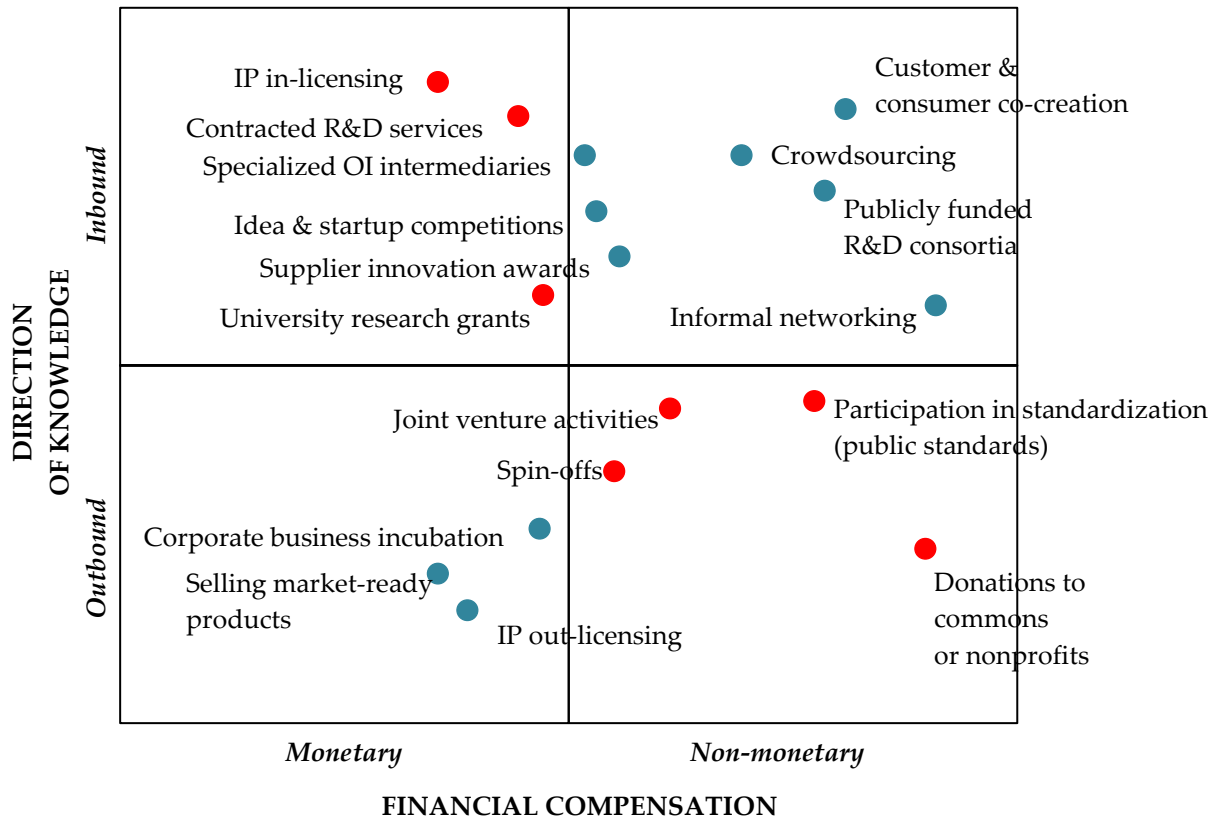 IP in-licensing
Contracted R&D services
Specialized OI intermediaries
Idea & startup competitions
Supplier innovation awards
University research grants
Customer &
consumer co-creation
Crowdsourcing
Publicly funded
R&D consortia
Informal networking
Joint venture activities
Spin-offs
Corporate business incubation
Selling market-ready
products
IP out-licensing
Participation in standardization
(public standards)
Donations to
commons
or nonprofits
Inbound
Outbound
DIRECTION
OF KNOWLEDGE
Monetary
Non-monetary
FINANCIAL COMPENSATION